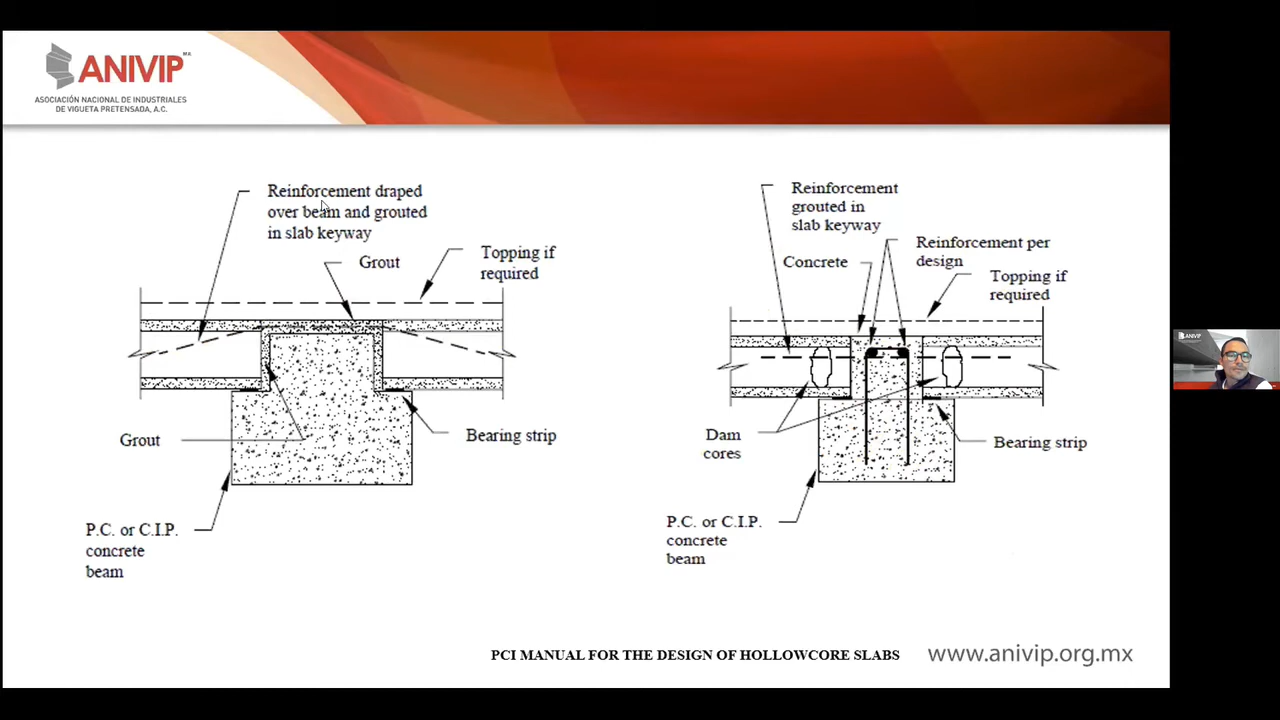 ANIVIP
MR
ASOCIACIÓN NACIONAL DE INDUSTRIALES
DE VIGUETA PRETENSADA, A.C.
Reinforcement draped
over beam and grouted
in slab keyway
Grout
Topping if
required
Grout
Bearing strip
P.C. or C.I.P.
concrete
beam
Reinforcement
grouted in
slab keyway
Concrete
Reinforcement per
design
Topping if
required
Dam
cores
Bearing strip
P.C. or C.I.P.
concrete
beam
PCI MANUAL FOR THE DESIGN OF HOLLOWCORE SLABS
www.anivip.org.mx
ANIVIP